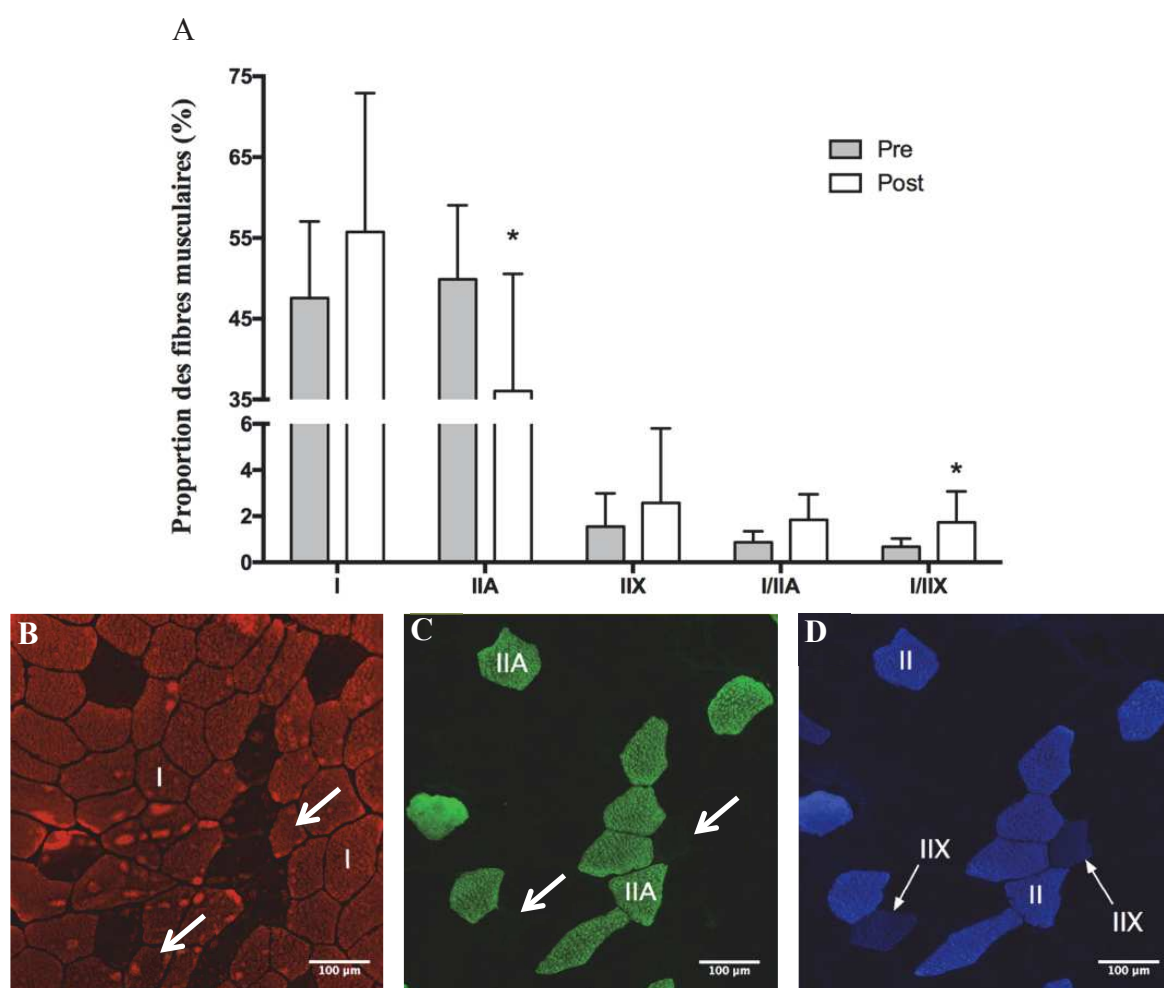 A
Proportion des fibres musculaires (%)
75
65
55
45
35
6
4
2
0
Pre
Post
*
*
I
IIA
IIX
I/IIA
I/IIX
B
I
I
100 µm
C
IIA
IIA
100 µm
D
II
IIX
II
IIX
100 µm